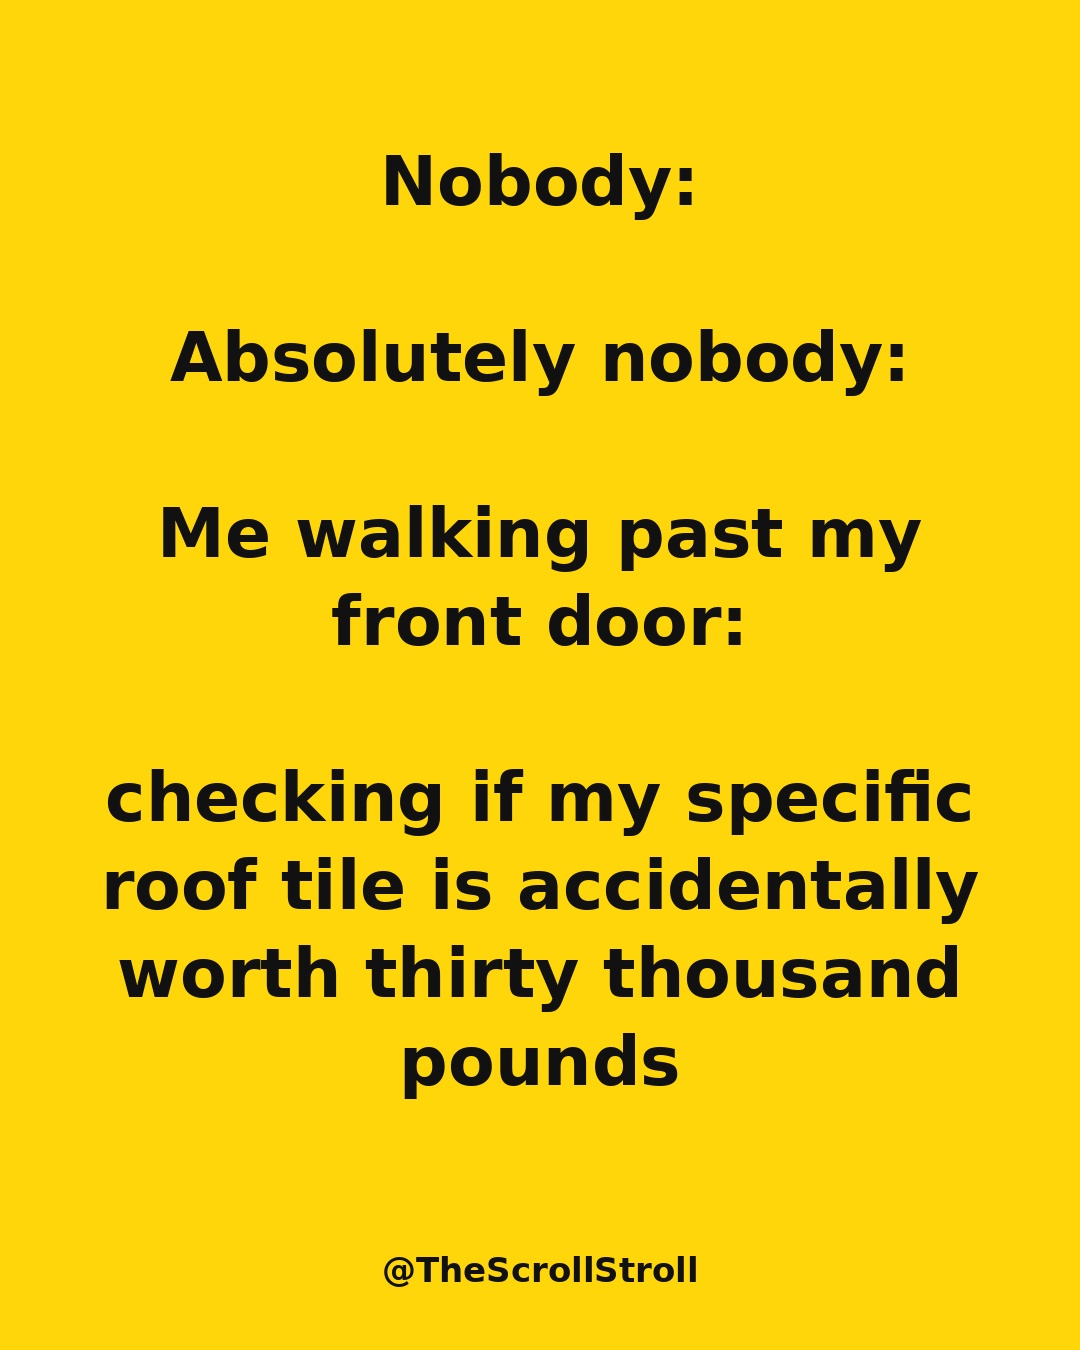 Nobody:
Absolutely nobody:
Me walking past my
front door:
checking if my specific
roof tile is accidentally
worth thirty thousand
pounds
@TheScrollStroll